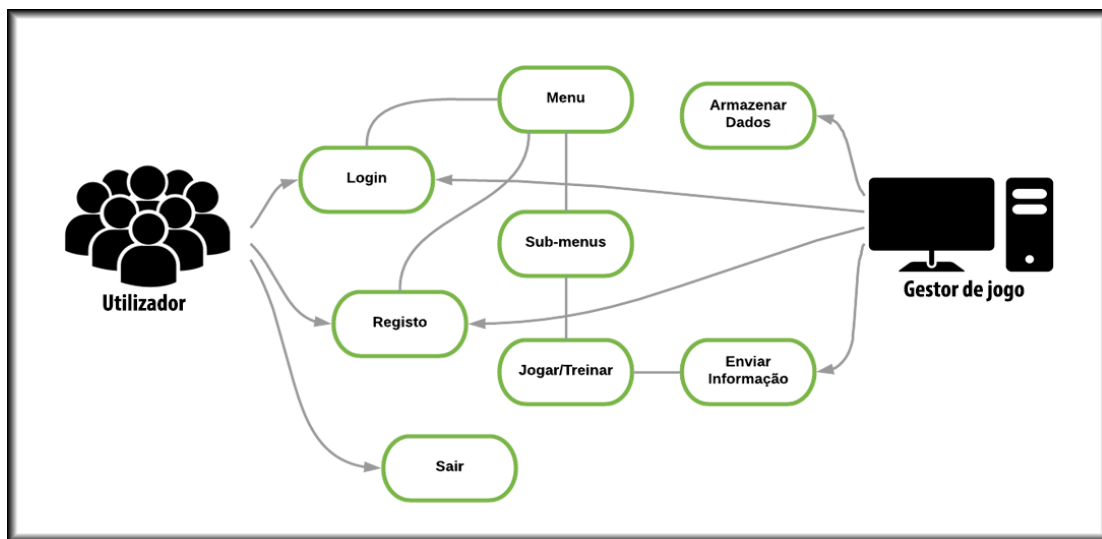 Menu
Armazenar
Dados
Login
Sub-menus
Utilizador
Gestor de jogo
Registo
Jogar/Treinar
Enviar
Informação
Sair